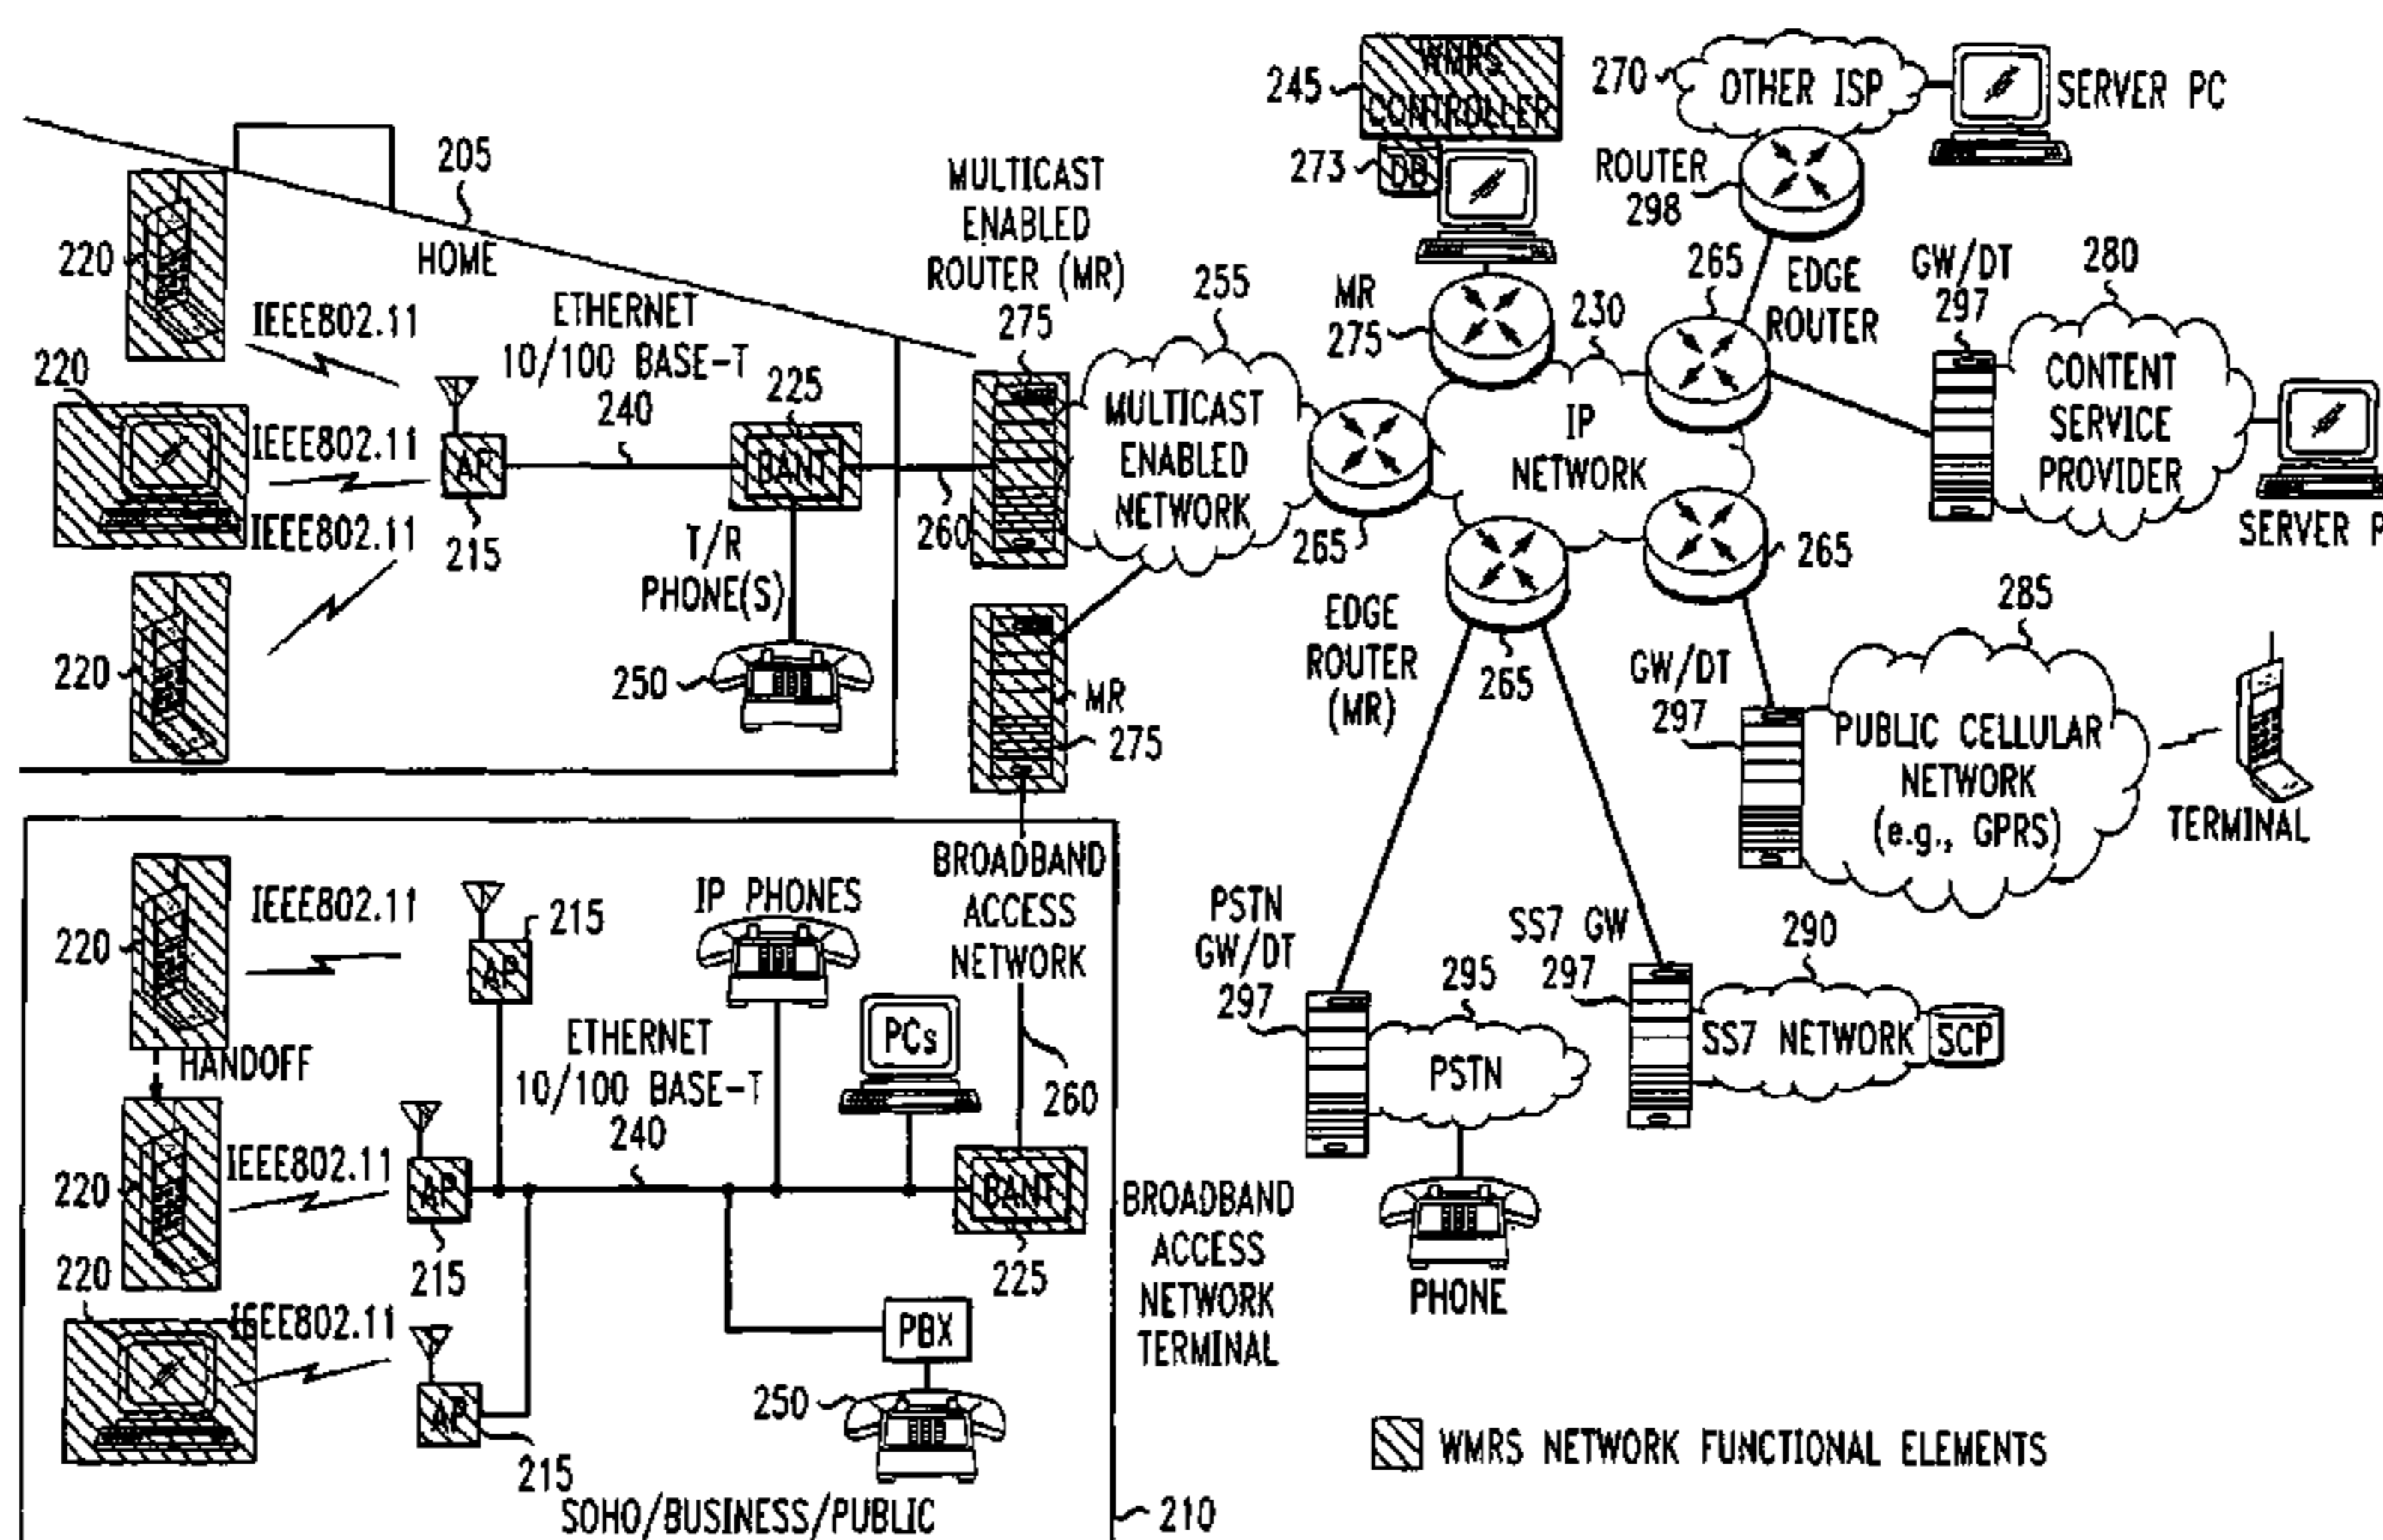 205
HOME
220
IEEE802.11
220
IEEE802.11
IEEE802.11
220
AP
215
ETHERNET
10/100 BASE-T
240
225
BANT
T/R
PHONE(S)
250
260
MULTICAST
ENABLED
ROUTER (MR)
275
255
MULTICAST
ENABLED
NETWORK
MR
275
245
WMRS
CONTROLLER
273
DB
MR
275
230
IP
NETWORK
265
265
EDGE
ROUTER
(MR)
265
265
270
OTHER ISP
SERVER PC
ROUTER
298
EDGE
ROUTER
GW/DT
297
280
CONTENT
SERVICE
PROVIDER
SERVER P
285
GW/DT
297
PUBLIC CELLULAR
NETWORK
(e.g., GPRS)
TERMINAL
PSTN
GW/DT
297
295
PSTN
PHONE
SS7 GW
297
290
SS7 NETWORK
SCP
220
IEEE802.11
HANDOFF
220
IEEE802.11
220
IEEE802.11
215
AP
AP
215
AP
215
ETHERNET
10/100 BASE-T
240
IP PHONES
PCs
BROADBAND
ACCESS
NETWORK
260
BANT
225
PBX
250
SOHO/BUSINESS/PUBLIC
210
BROADBAND
ACCESS
NETWORK
TERMINAL
WMRS NETWORK FUNCTIONAL ELEMENTS